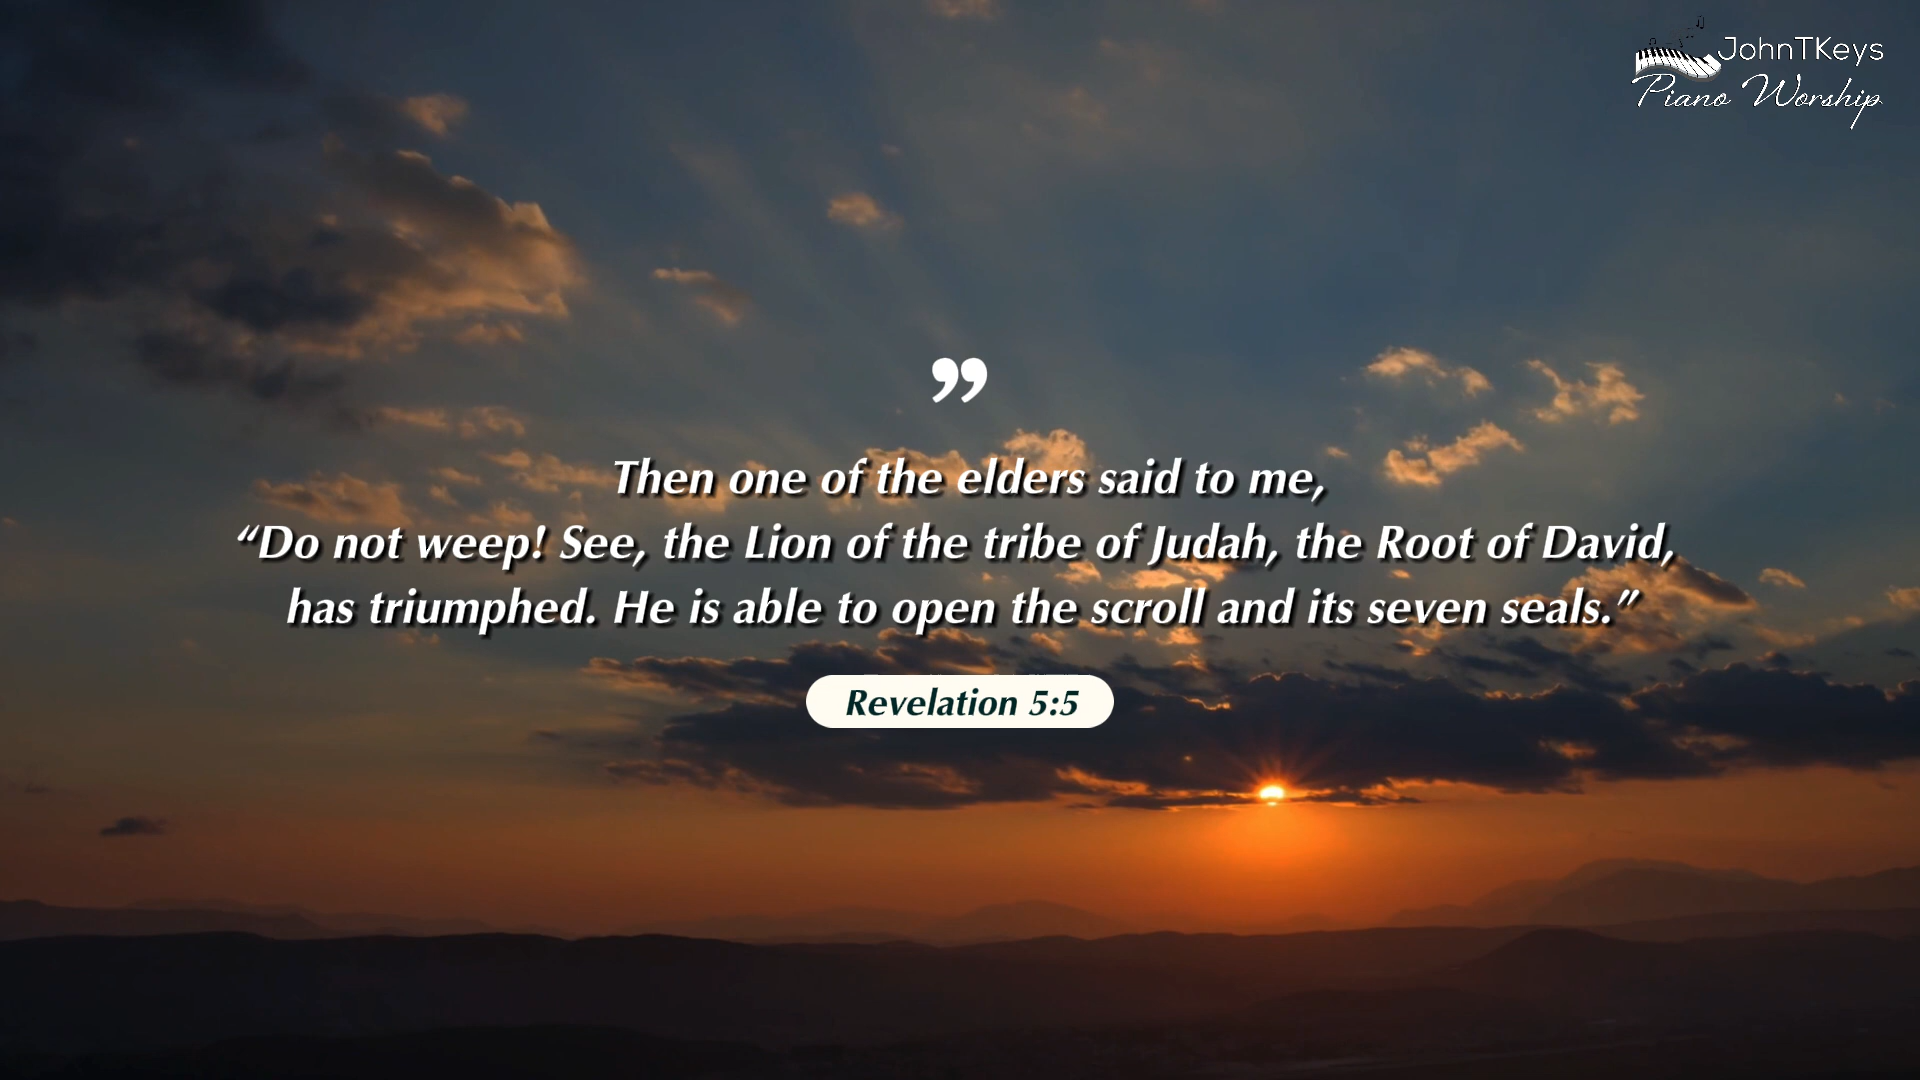 JohnTKeys
Piano Worship
”
Then one of the elders said to me,
“Do not weep! See, the Lion of the tribe of Judah, the Root of David,
has triumphed. He is able to open the scroll and its seven seals.”
Revelation 5:5